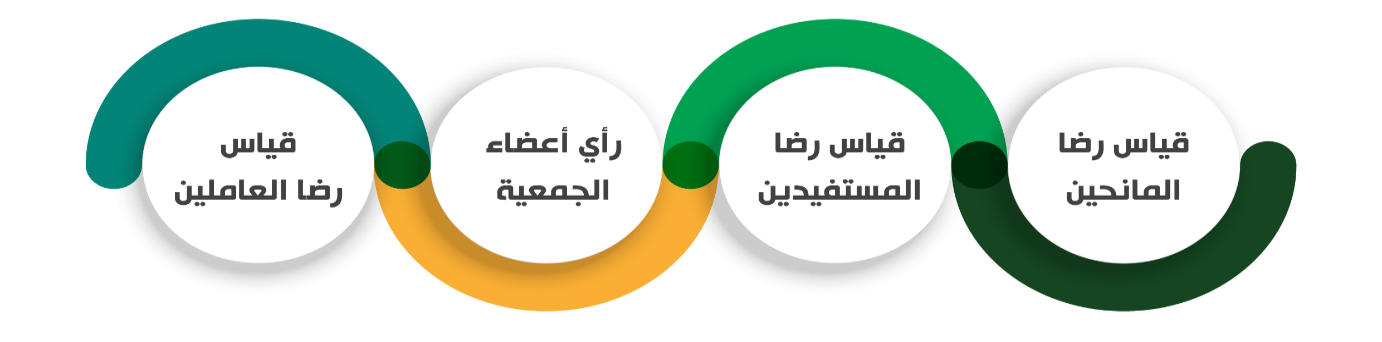 قياس رضا
المانحين
قياس رضا
المستفيدين
رأي أعضاء
الجمعية
قياس
رضا العاملين